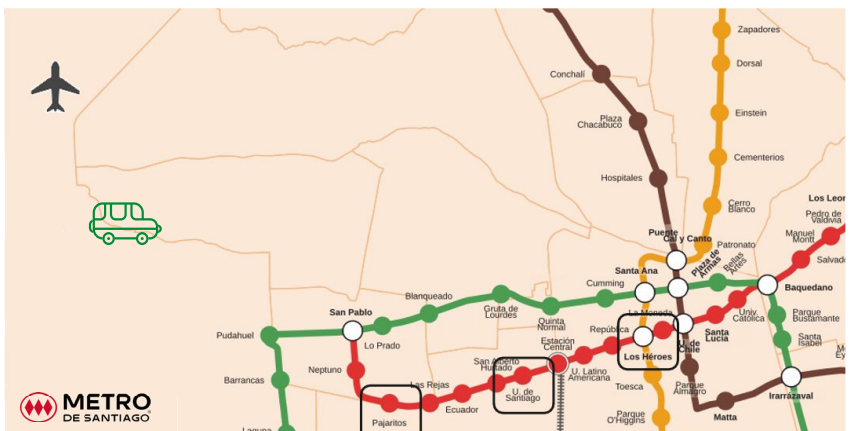 Zapadores
Dorsal
Conchalí
Einstein
Plaza
Chacabuco
Cementerios
Hospitales
Los Leon
Cerro
Blanco
Pedro de
Valdivia
Puente
Cal y Canto
Patronato
Manuel
Montt
Plaza de
Armas
Bellas
Artes
Salvado
Santa Ana
Cumming
Baquedano
Blanqueado
Gruta de
Lourdes
Quinta
Normal
San Pablo
La Moneda
Univ.
Católica
Parque
Bustamante
Pudahuel
Lo Prado
Estación
Central
República
Santa
Lucía
U. de
Chile
Santa
Isabel
Los Héroes
Neptuno
San Alberto
Hurtado
U. Latino
Americana
Barrancas
Las Rejas
U. de
Santiago
Toesca
Parque
Almagro
Irarrázaval
Ecuador
Pajaritos
Parque
O'Higgins
Matta
METRO
DE SANTIAGO